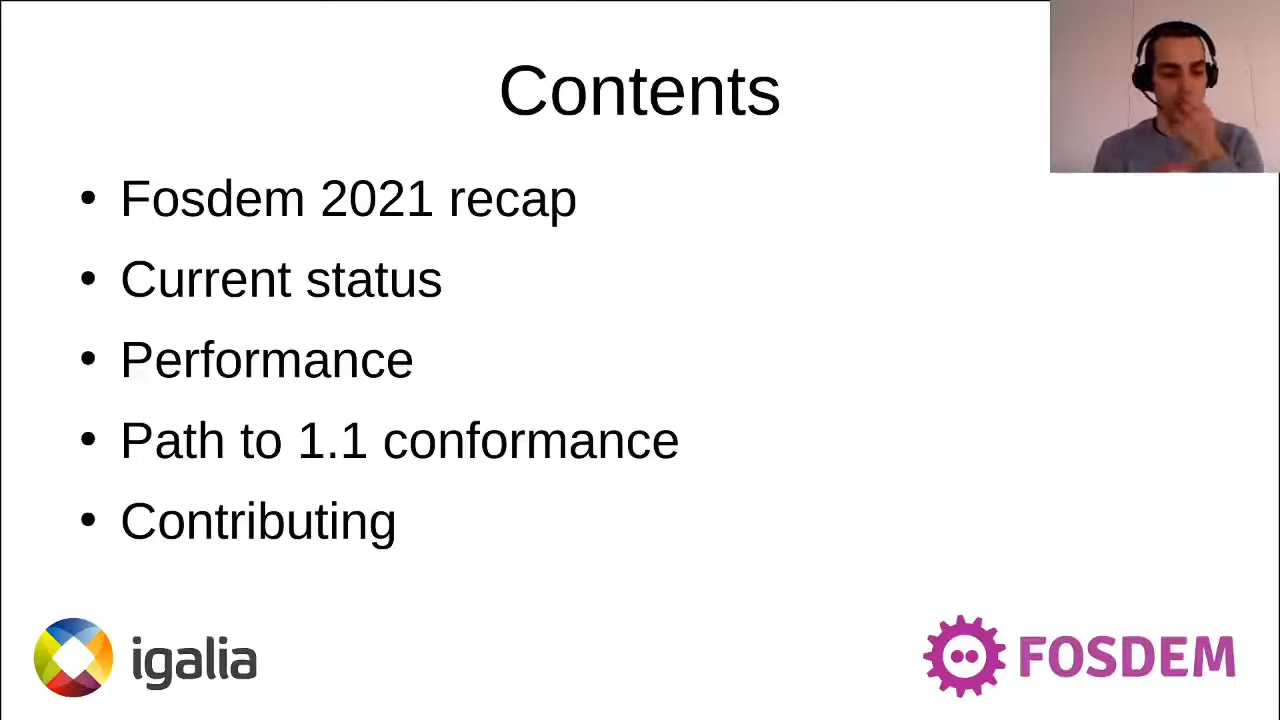 Contents
• Fosdem 2021 recap
• Current status
• Performance
• Path to 1.1 conformance
• Contributing
igalia
FOSDEM